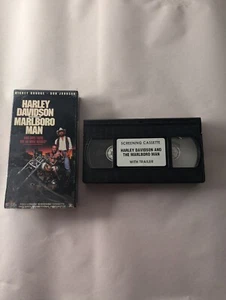 MICKEY ROURKE · DON JOHNSON
HARLEY
DAVIDSON
AND THE
MARLBORO
MAN
SCREENING CASSETTE
HARLEY DAVIDSON AND
THE MARLBORO MAN
WITH TRAILER